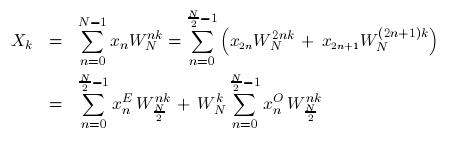 X_k = \sum_{n=0}^{N-1} x_n W_N^{nk} = \sum_{n=0}^{\frac{N}{2}-1} \left( x_{2n} W_N^{2nk} + x_{2n+1} W_N^{(2n+1)k} \right)
= \sum_{n=0}^{\frac{N}{2}-1} x_n^E W_{\frac{N}{2}}^{nk} + W_N^k \sum_{n=0}^{\frac{N}{2}-1} x_n^O W_{\frac{N}{2}}^{nk}